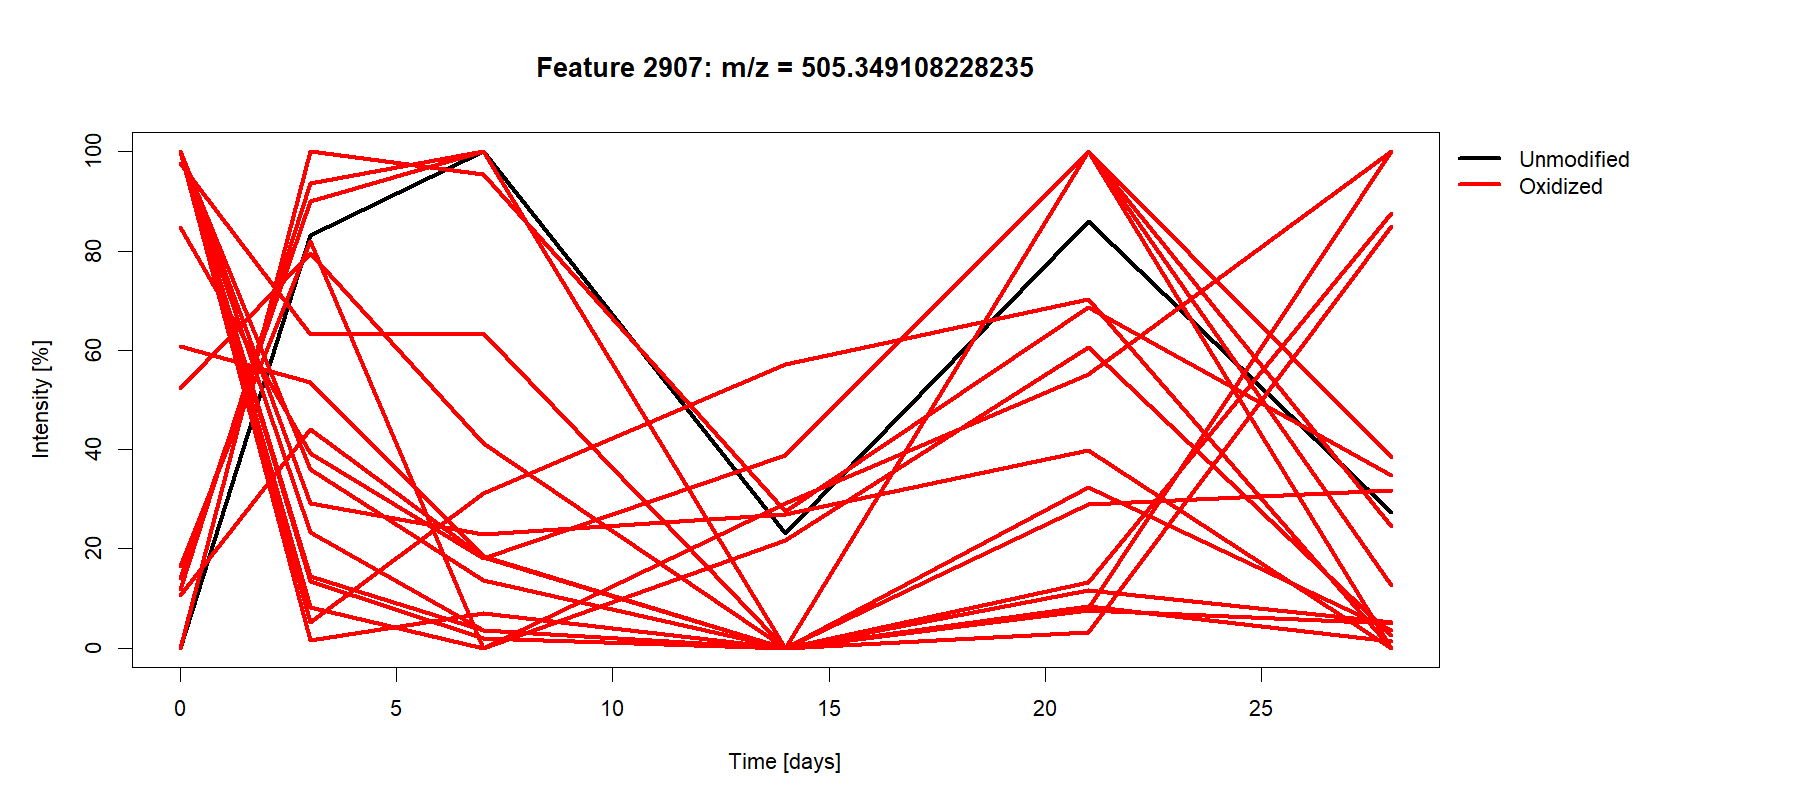 Feature 2907: m/z = 505.349108228235
100
80
60
40
20
0
Intensity [%]
0 5 10 15 20 25
Time [days]
Unmodified
Oxidized